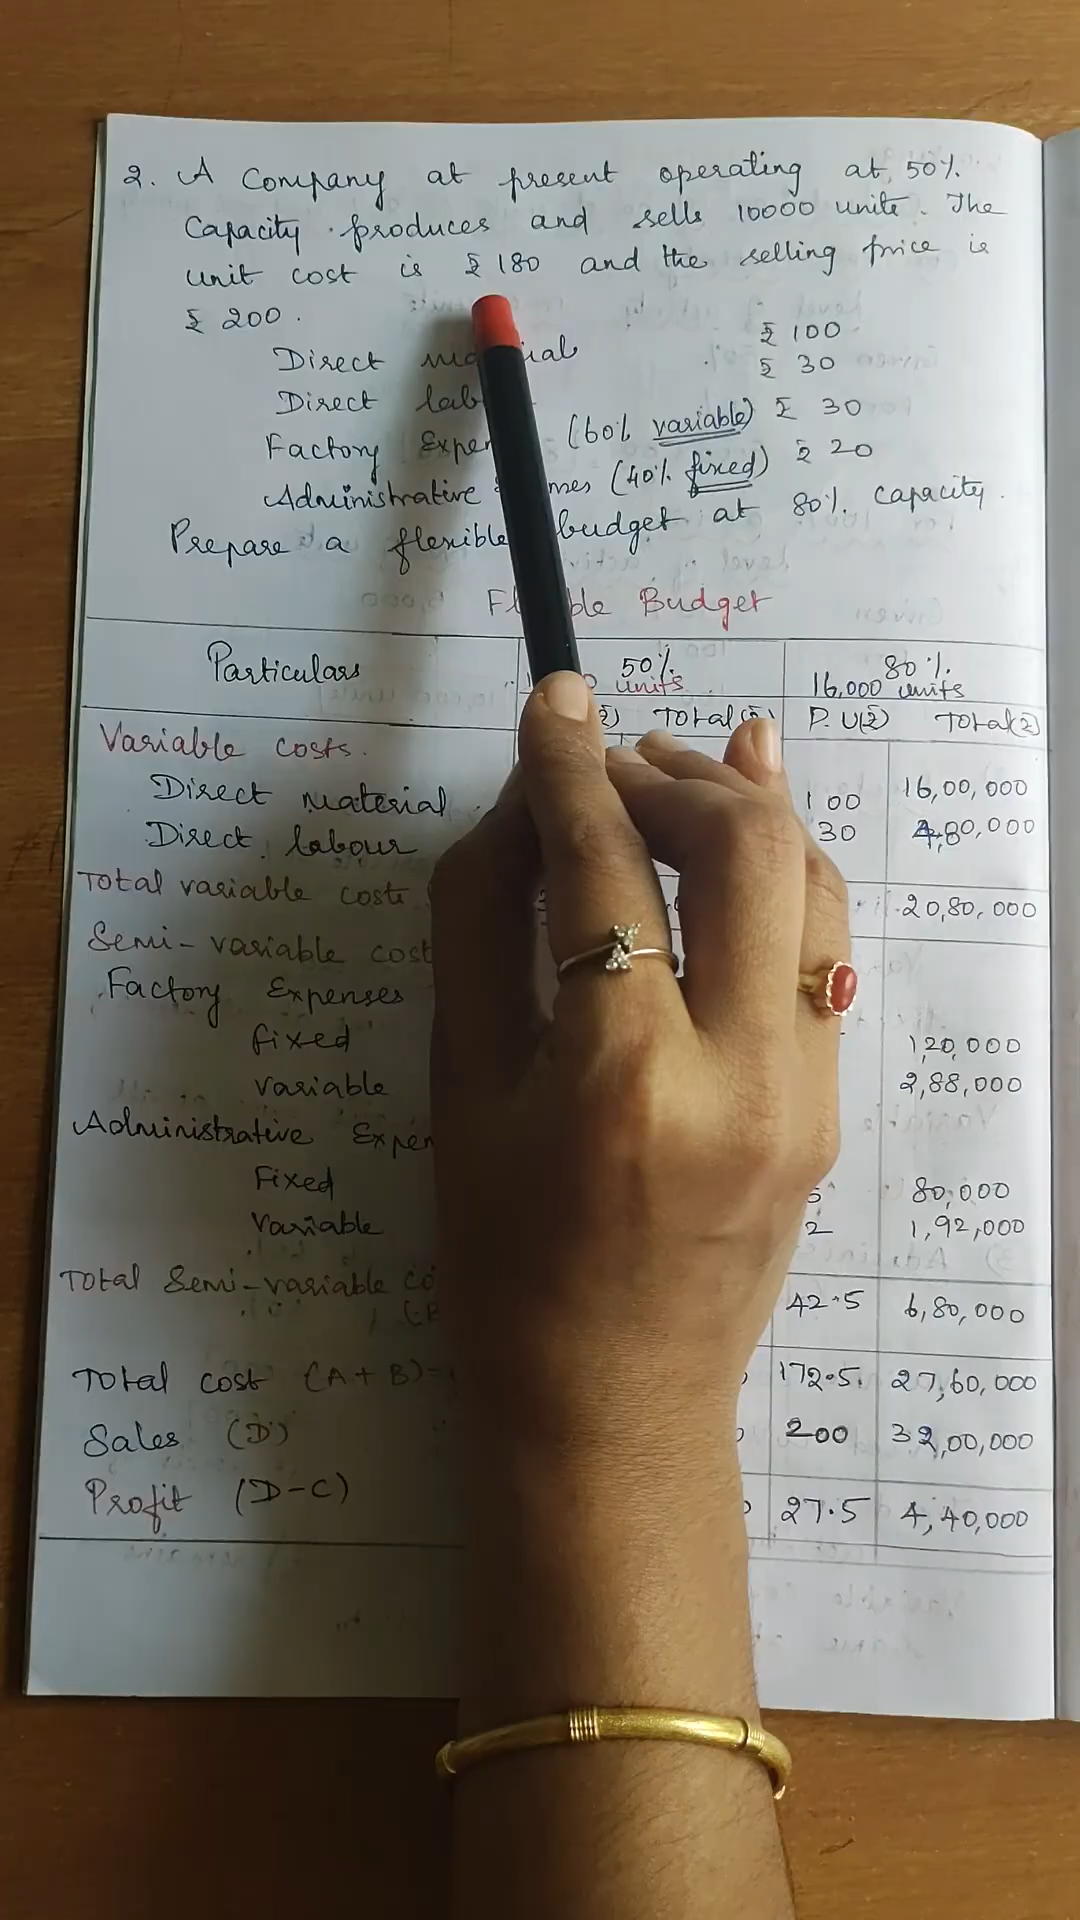 2. A Company at present operating at 50%.
Capacity produces and sells 10000 units. The
unit cost is ₹ 180 and the selling price is
₹ 200.
Direct ₹ 100
Direct ₹ 30
Factory (60% variable) ₹ 30
Administrative (40% fixed) ₹ 20
Prepare a flexible budget at 80% capacity.
Budget
Particulars 50% 80%
units 16,000 units
Total(₹) P.U(₹) Total(₹)
Variable costs.
Direct material 100 16,00,000
Direct labour 30 4,80,000
Total variable costs 20,80,000
Semi-variable cost
Factory Expenses
fixed 1,20,000
variable 2,88,000
Administrative
Fixed 5 80,000
Variable 2 1,92,000
Total Semi-variable 42.5 6,80,000
Total cost (A+B)= 172.5 27,60,000
Sales (D) 200 32,00,000
Profit (D-C) 27.5 4,40,000